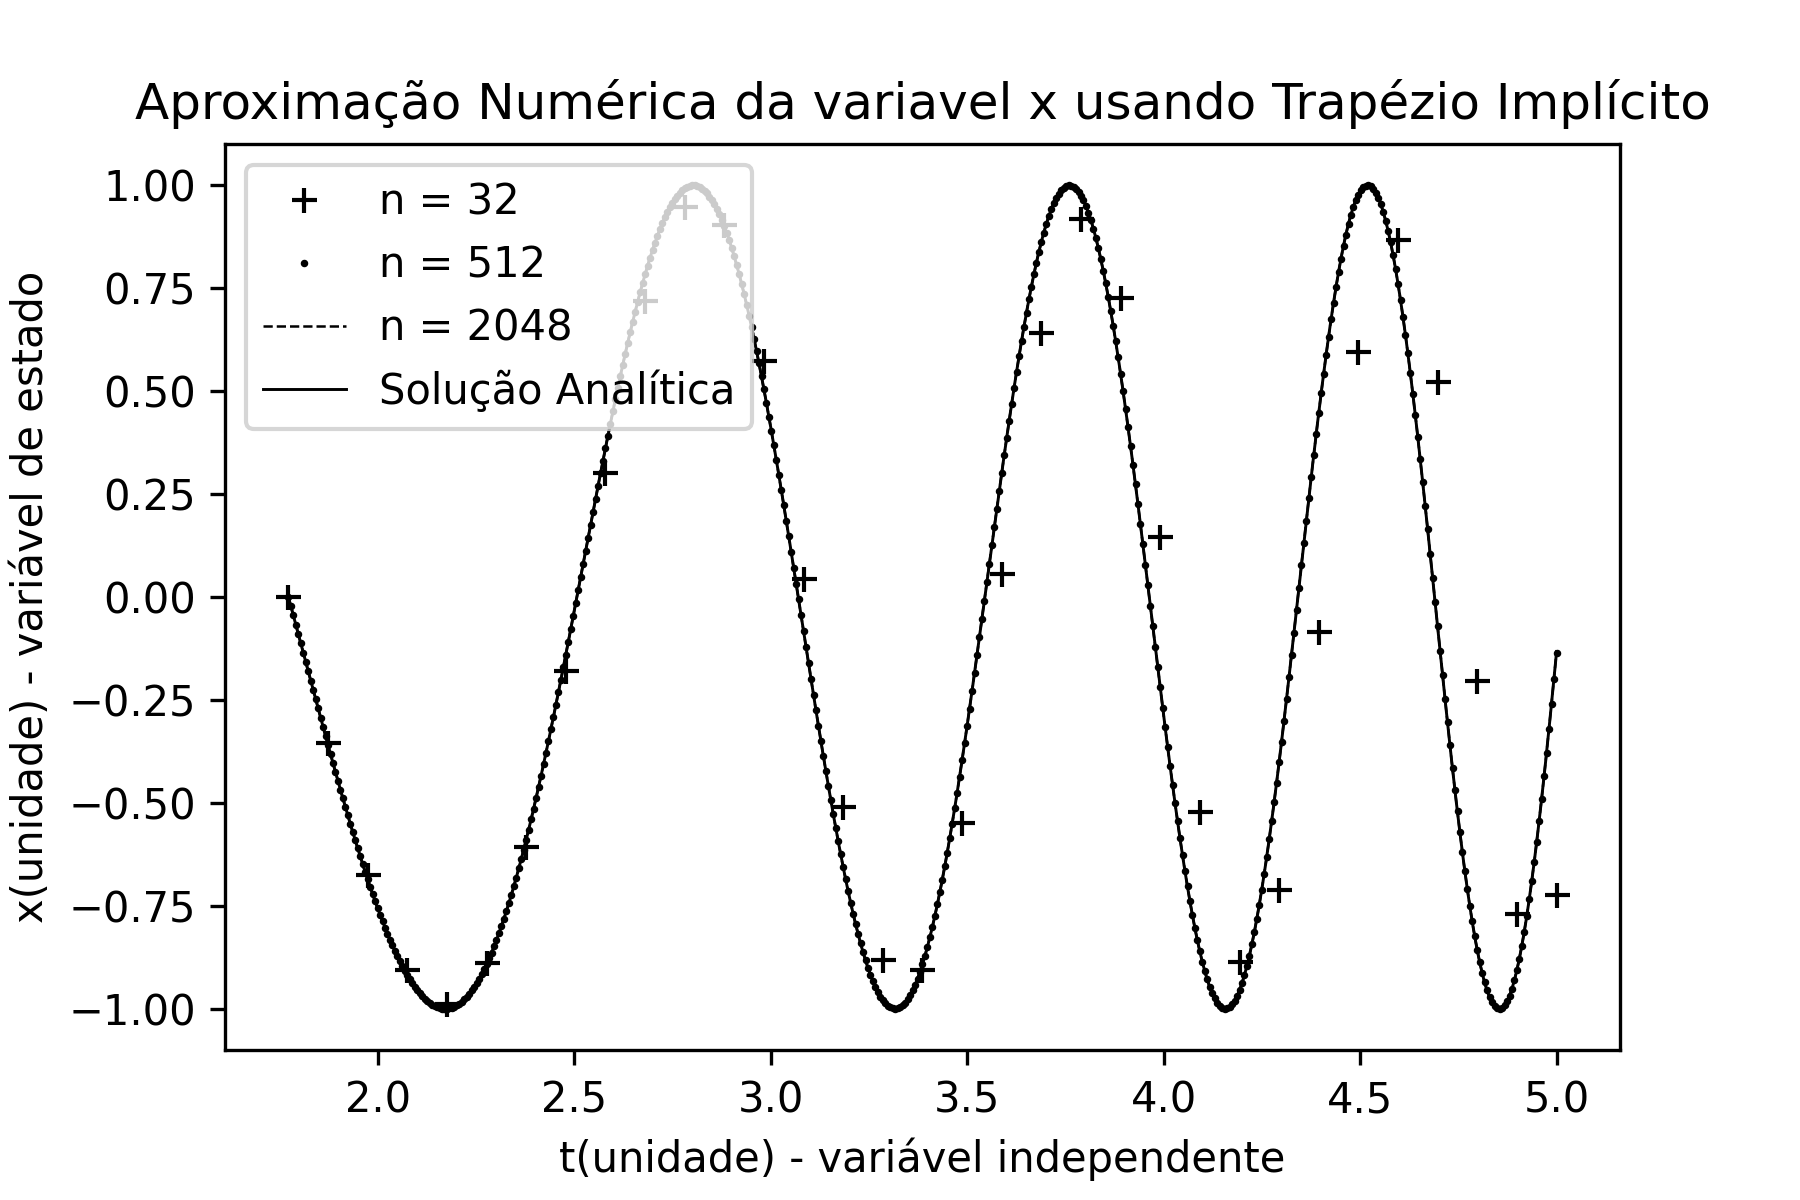 Aproximação Numérica da variavel x usando Trapézio Implícito
n = 32
n = 512
n = 2048
Solução Analítica
x(unidade) - variável de estado
1.00
0.75
0.50
0.25
0.00
−0.25
−0.50
−0.75
−1.00
2.0 2.5 3.0 3.5 4.0 4.5 5.0
t(unidade) - variável independente